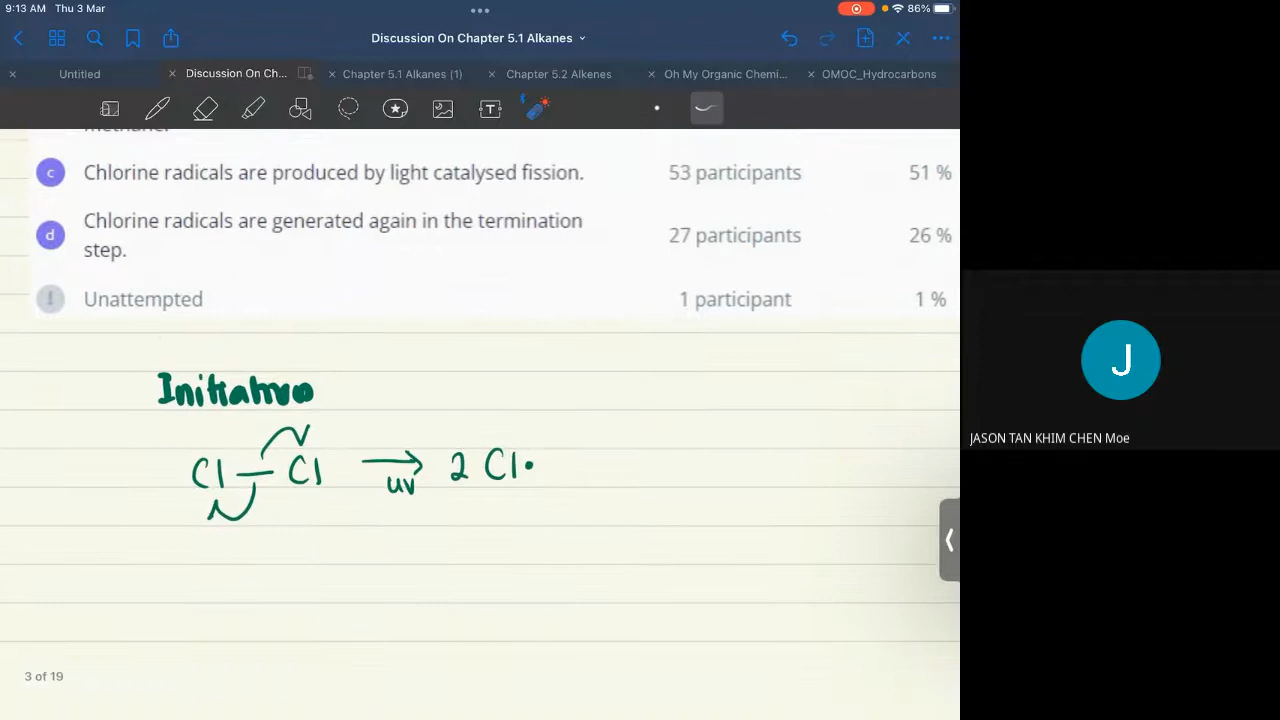 9:13 AM Thu 3 Mar
86%
Discussion On Chapter 5.1 Alkanes
Untitled
Discussion On Ch...
Chapter 5.1 Alkanes (1)
Chapter 5.2 Alkenes
Oh My Organic Chemi...
OMOC_Hydrocarbons
methane.
c Chlorine radicals are produced by light catalysed fission. 53 participants 51 %
d Chlorine radicals are generated again in the termination 27 participants 26 %
step.
! Unattempted 1 participant 1 %
Cl — Cl → 2 Cl•
uv
3 of 19
J
JASON TAN KHIM CHEN Moe